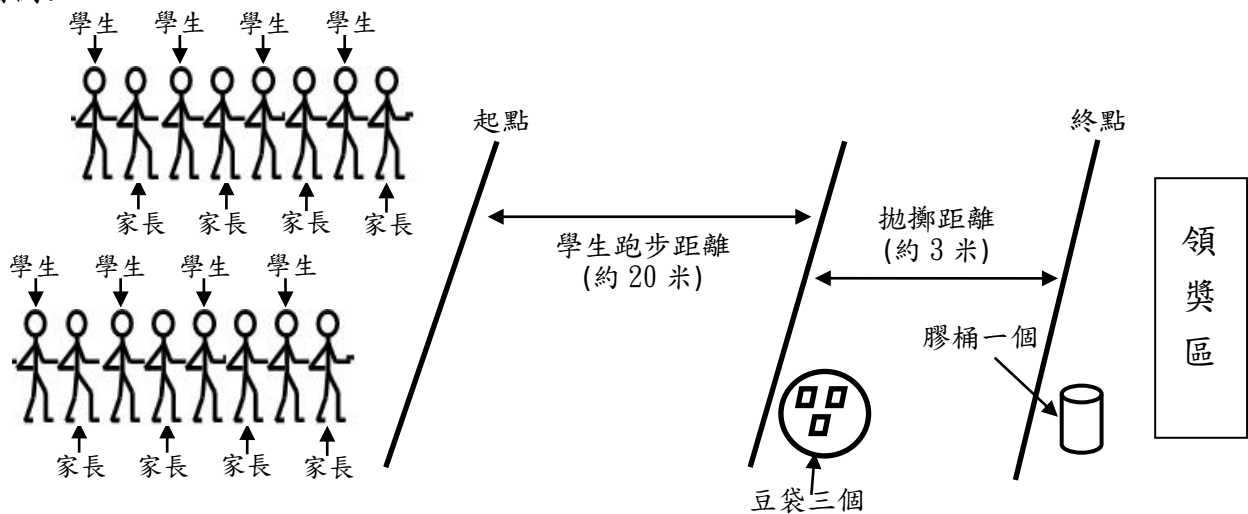 學生 學生 學生 學生
起點
終點
家長 家長 家長 家長
拋擲距離
(約 3 米)
學生跑步距離
(約 20 米)
領獎區
學生 學生 學生 學生
膠桶一個
家長 家長 家長 家長
豆袋三個